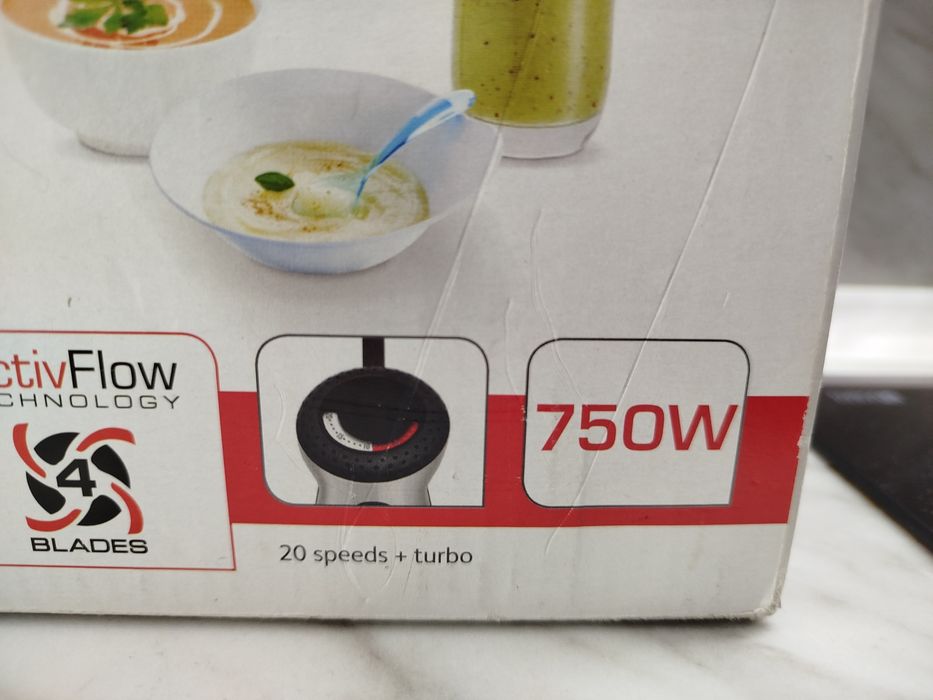 ctivFlow
CHNOLOGY
4
BLADES
20 speeds + turbo
750W